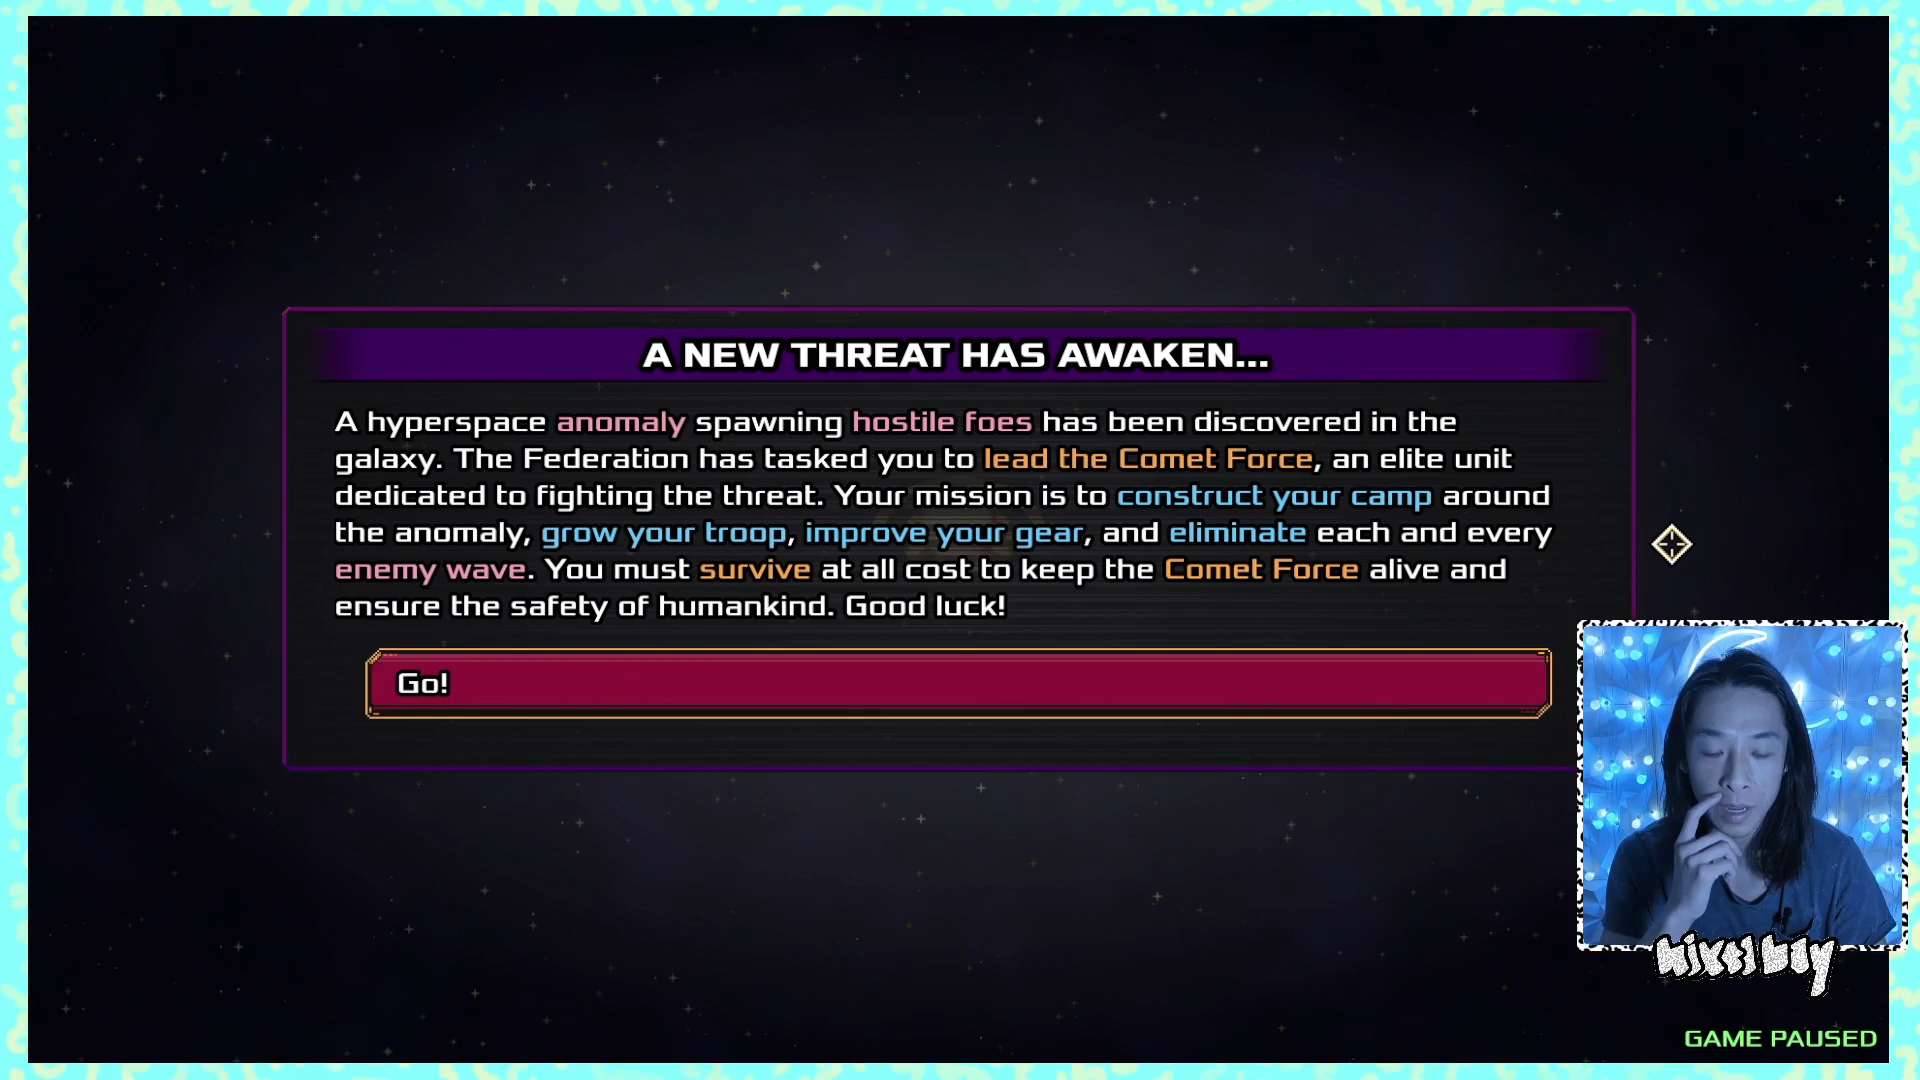 A NEW THREAT HAS AWAKEN...
A hyperspace anomaly spawning hostile foes has been discovered in the
galaxy. The Federation has tasked you to lead the Comet Force, an elite unit
dedicated to fighting the threat. Your mission is to construct your camp around
the anomaly, grow your troop, improve your gear, and eliminate each and every
enemy wave. You must survive at all cost to keep the Comet Force alive and
ensure the safety of humankind. Good luck!
Go!
GAME PAUSED